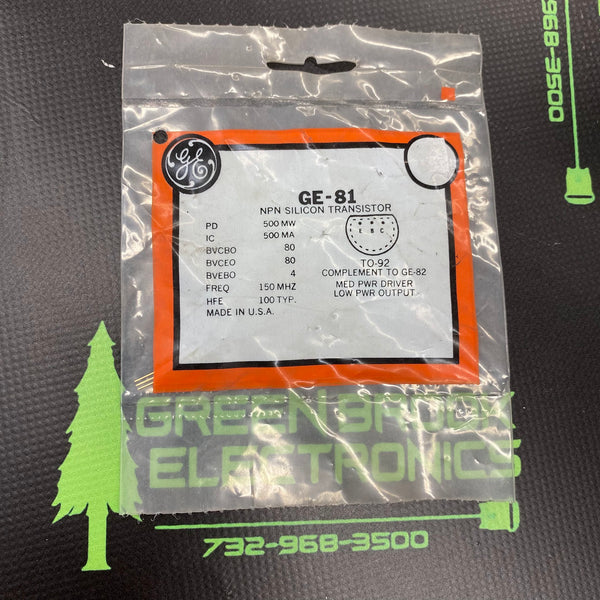 968-3500
GE
GE-81
NPN SILICON TRANSISTOR
PD 500 MW
IC 500 MA
BVCBO 80
BVCEO 80
BVEBO 4
FREQ 150 MHZ
HFE 100 TYP.
MADE IN U.S.A.
E B C
TO-92
COMPLEMENT TO GE-82
MED PWR DRIVER
LOW PWR OUTPUT
GREEN BROOK
ELECTRONICS
732-968-3500